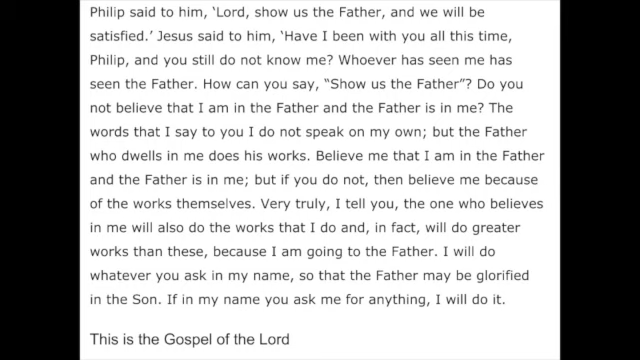 Philip said to him, ‘Lord, show us the Father, and we will be
satisfied.’ Jesus said to him, ‘Have I been with you all this time,
Philip, and you still do not know me? Whoever has seen me has
seen the Father. How can you say, “Show us the Father”? Do you
not believe that I am in the Father and the Father is in me? The
words that I say to you I do not speak on my own; but the Father
who dwells in me does his works. Believe me that I am in the Father
and the Father is in me; but if you do not, then believe me because
of the works themselves. Very truly, I tell you, the one who believes
in me will also do the works that I do and, in fact, will do greater
works than these, because I am going to the Father. I will do
whatever you ask in my name, so that the Father may be glorified
in the Son. If in my name you ask me for anything, I will do it.
This is the Gospel of the Lord